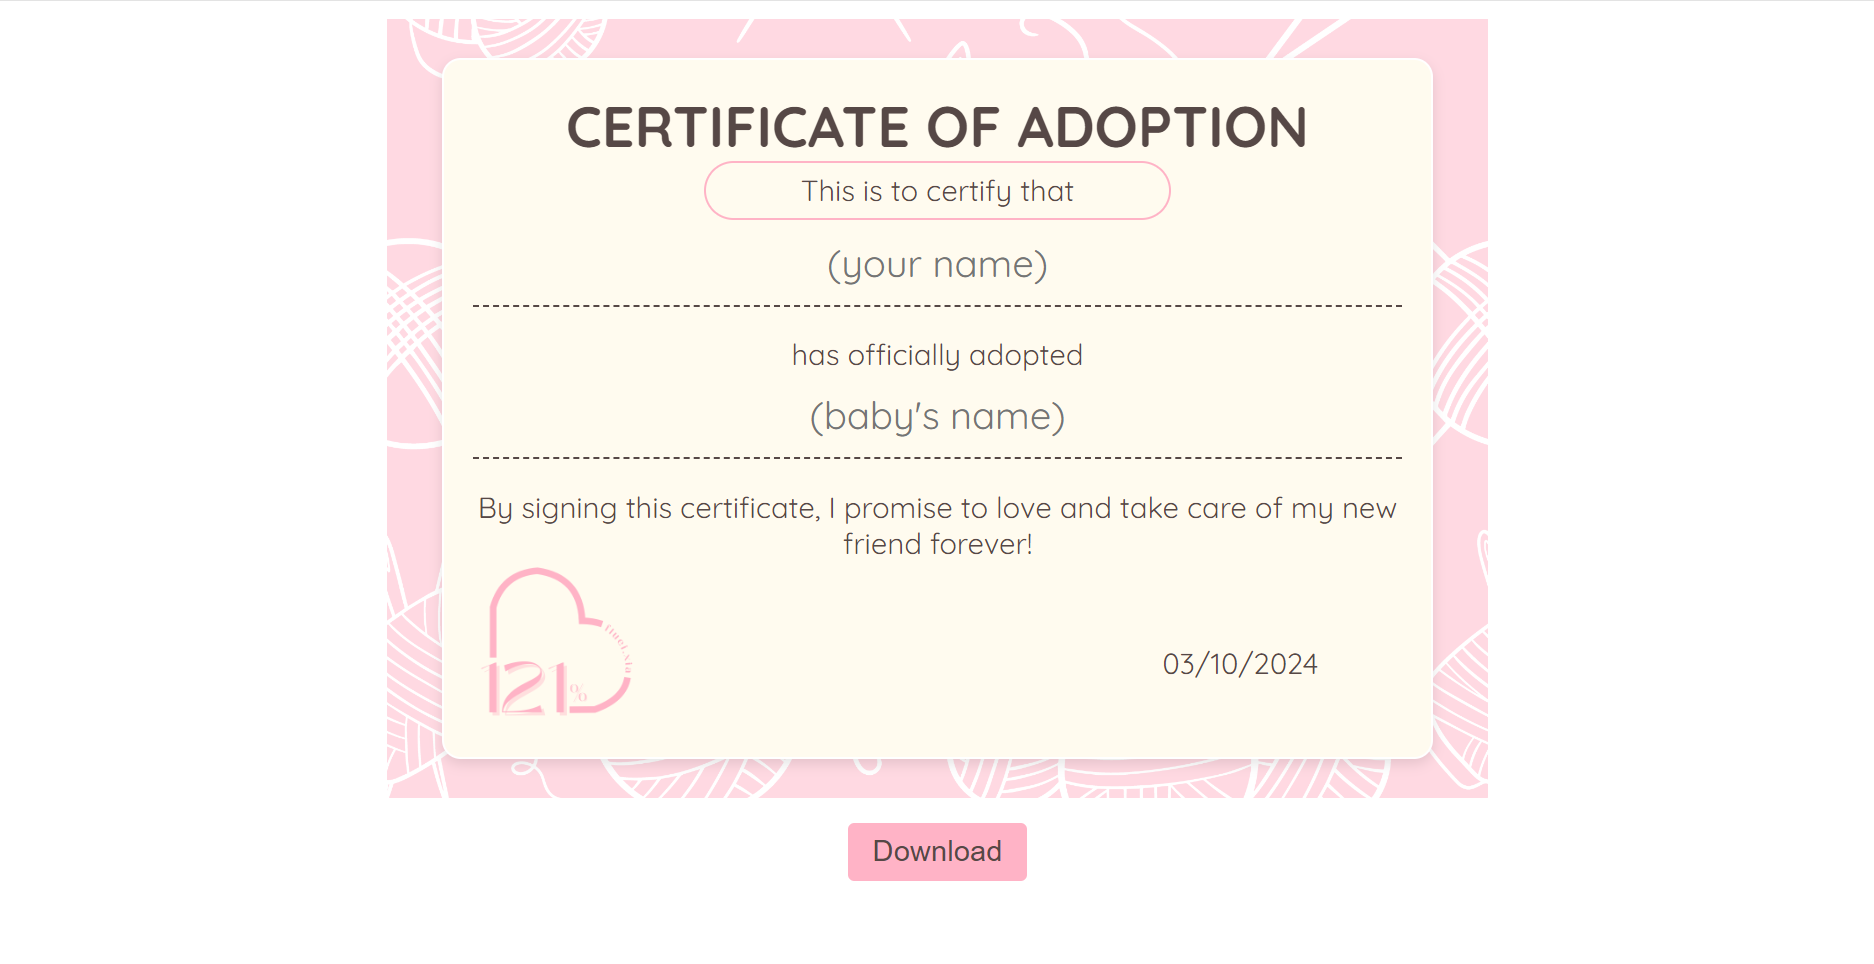 CERTIFICATE OF ADOPTION
This is to certify that
(your name)
has officially adopted
(baby's name)
By signing this certificate, I promise to love and take care of my new
friend forever!
121%
03/10/2024
Download